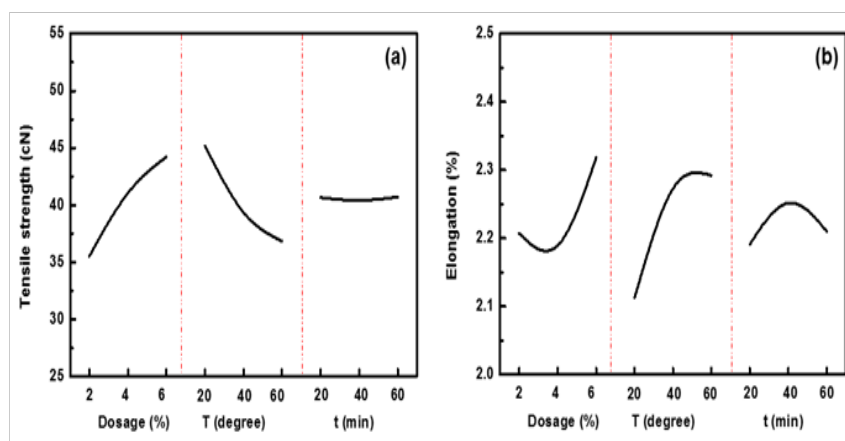 (a)
Tensile strength (cN)
55
50
45
40
35
30
25
2 4 6 20 40 60 20 40 60
Dosage (%) T (degree) t (min)
(b)
Elongation (%)
2.5
2.4
2.3
2.2
2.1
2.0
2 4 6 20 40 60 20 40 60
Dosage (%) T (degree) t (min)